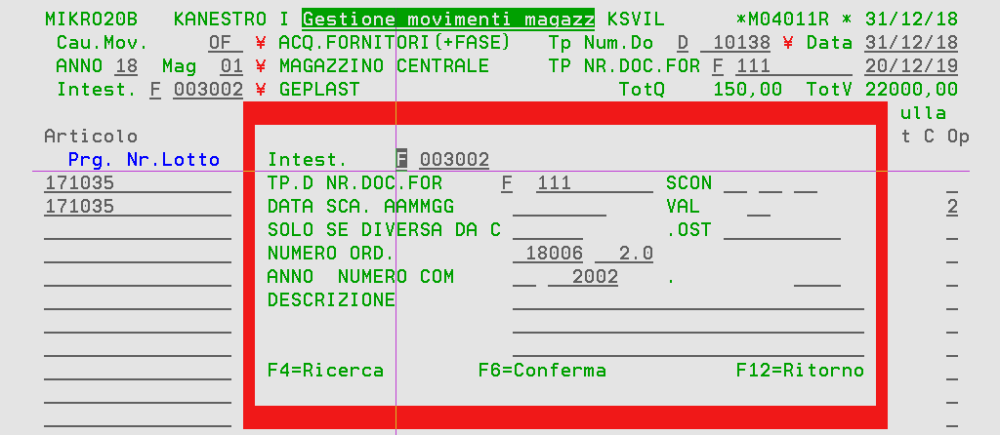 MIKRO20B KANESTRO I Gestione movimenti magazz KSVIL *M04011R * 31/12/18
Cau.Mov. OF ¥ ACQ.FORNITORI(+FASE) Tp Num.Do D 10138 ¥ Data 31/12/18
ANNO 18 Mag 01 ¥ MAGAZZINO CENTRALE TP NR.DOC.FOR F 111 20/12/19
Intest. F 003002 ¥ GEPLAST TotQ 150,00 TotV 22000,00
ulla
Articolo t C Op
Prg. Nr.Lotto Intest. F 003002
171035 TP.D NR.DOC.FOR F 111 SCON
171035 DATA SCA. AAMMGG VAL 2
SOLO SE DIVERSA DA C .OST
NUMERO ORD. 18006 2.0
ANNO NUMERO COM 2002 .
DESCRIZIONE
F4=Ricerca F6=Conferma F12=Ritorno